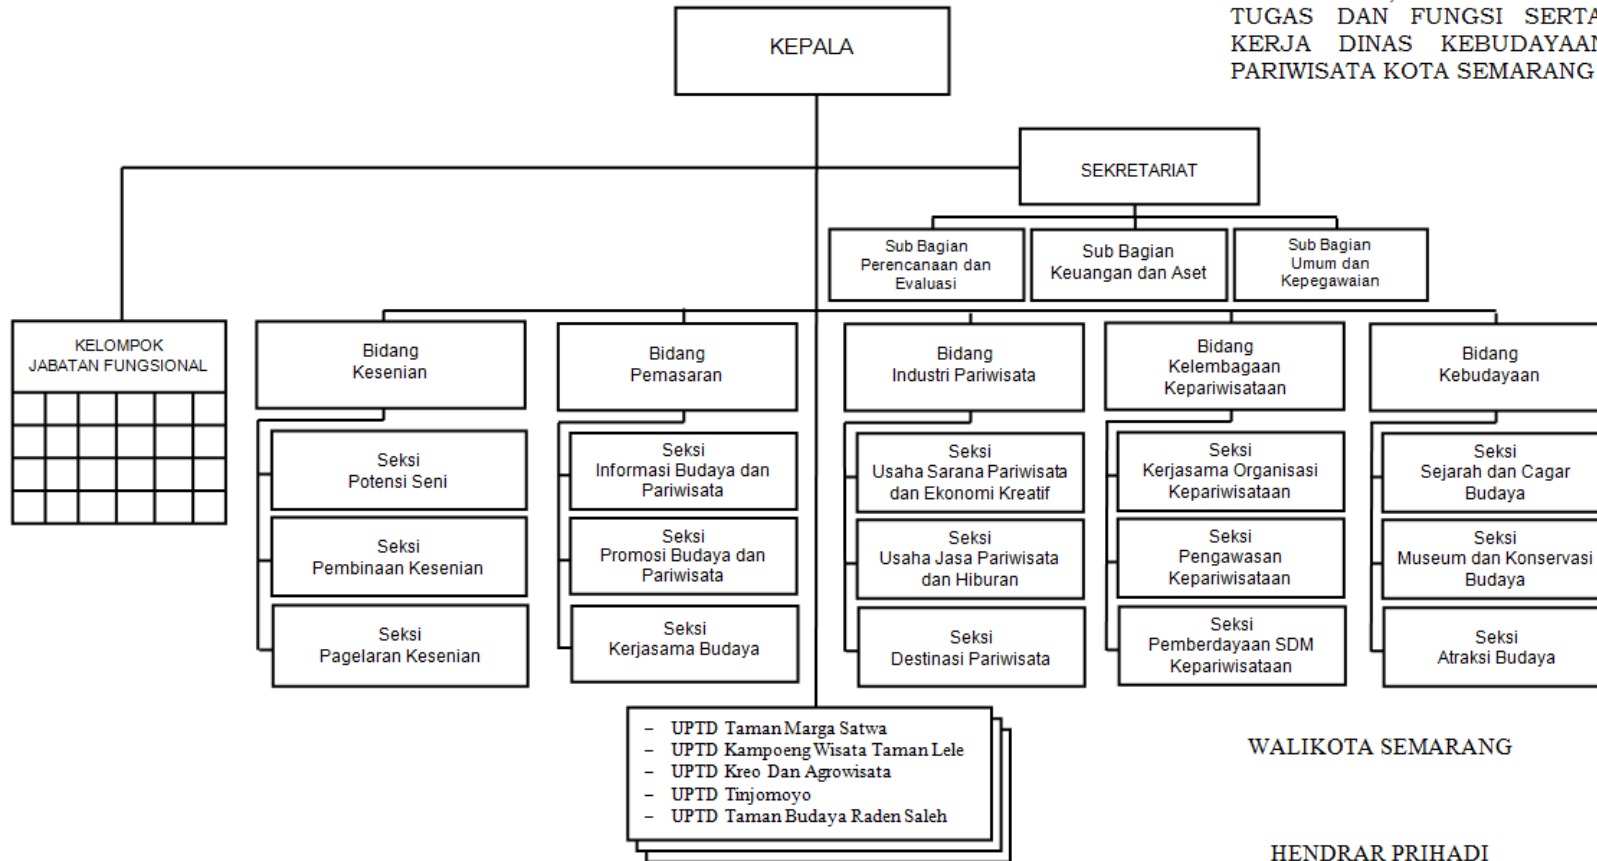 TUGAS DAN FUNGSI SERTA
KERJA DINAS KEBUDAYAAN
PARIWISATA KOTA SEMARANG
KEPALA
SEKRETARIAT
Sub Bagian
Perencanaan dan
Evaluasi
Sub Bagian
Keuangan dan Aset
Sub Bagian
Umum dan
Kepegawaian
KELOMPOK
JABATAN FUNGSIONAL
Bidang
Kesenian
Bidang
Pemasaran
Bidang
Industri Pariwisata
Bidang
Kelembagaan
Kepariwisataan
Bidang
Kebudayaan
Seksi
Potensi Seni
Seksi
Informasi Budaya dan
Pariwisata
Seksi
Usaha Sarana Pariwisata
dan Ekonomi Kreatif
Seksi
Kerjasama Organisasi
Kepariwisataan
Seksi
Sejarah dan Cagar
Budaya
Seksi
Pembinaan Kesenian
Seksi
Promosi Budaya dan
Pariwisata
Seksi
Usaha Jasa Pariwisata
dan Hiburan
Seksi
Pengawasan
Kepariwisataan
Seksi
Museum dan Konservasi
Budaya
Seksi
Pagelaran Kesenian
Seksi
Kerjasama Budaya
Seksi
Destinasi Pariwisata
Seksi
Pemberdayaan SDM
Kepariwisataan
Seksi
Atraksi Budaya
– UPTD Taman Marga Satwa
– UPTD Kampoeng Wisata Taman Lele
– UPTD Kreo Dan Agrowisata
– UPTD Tinjomoyo
– UPTD Taman Budaya Raden Saleh
WALIKOTA SEMARANG
HENDRAR PRIHADI